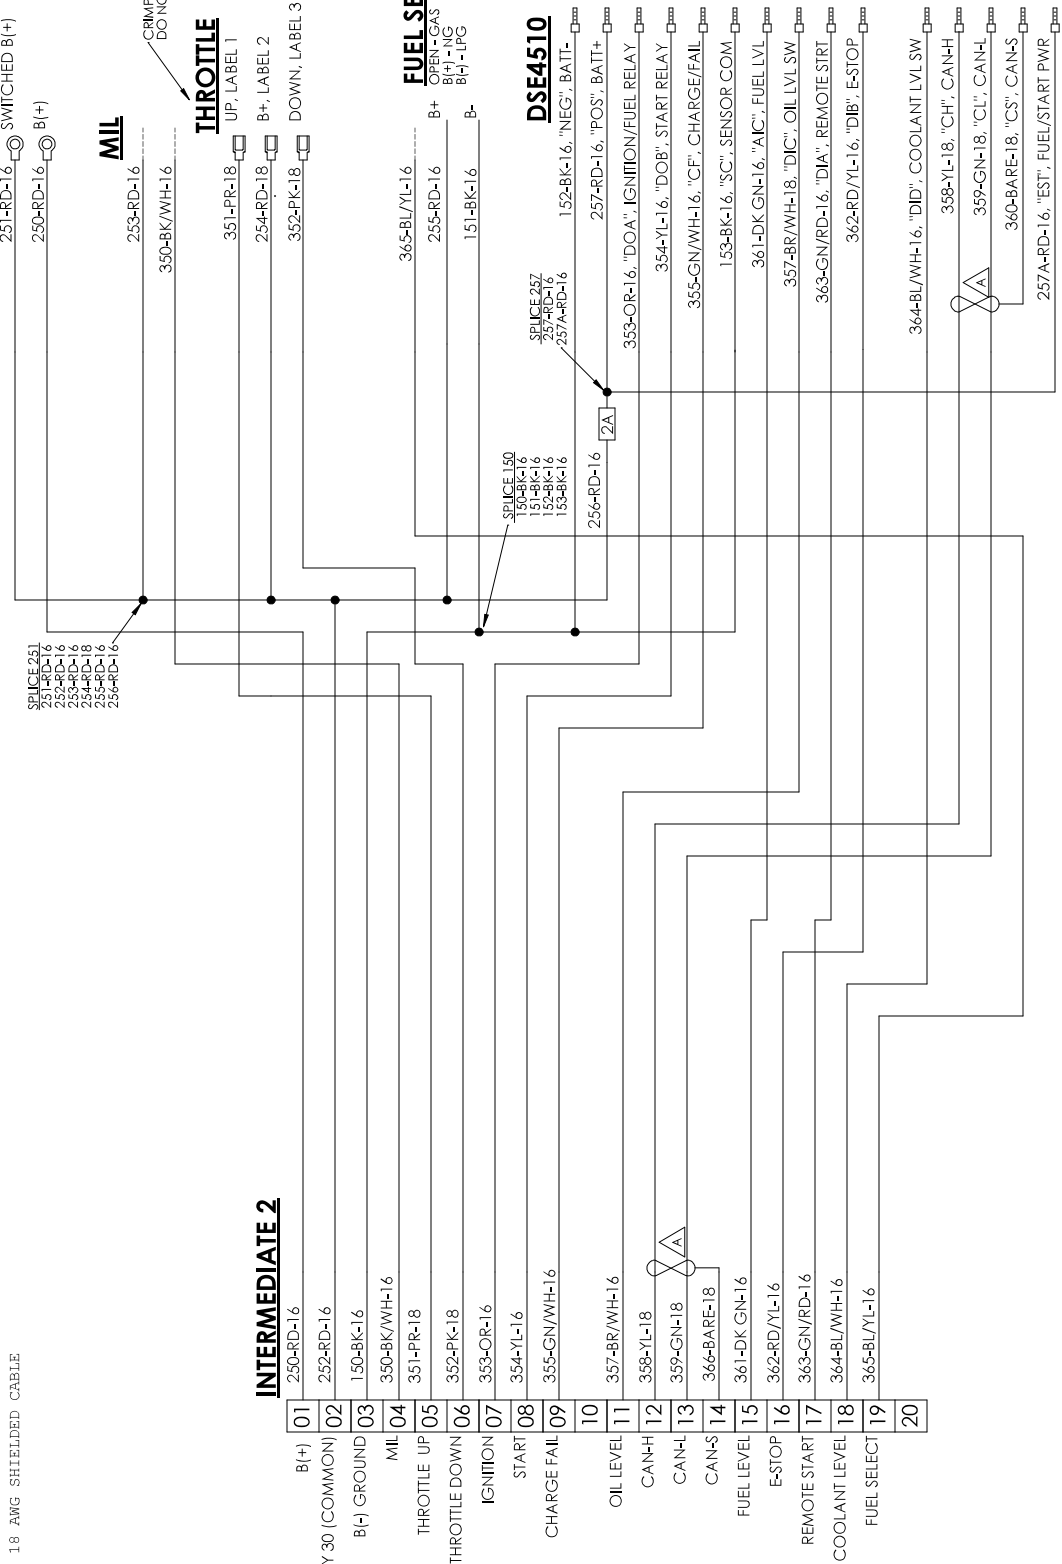 18 AWG SHIELDED CABLE
251-RD-16
SWITCHED B(+)
250-RD-16
B(+)
MIL
253-RD-16
350-BK/WH-16
DO
THROTTLE
351-PR-18
UP, LABEL 1
254-RD-18
B+, LABEL 2
352-PK-18
DOWN, LABEL 3
FUEL
OPEN - GAS
B(+) - NG
B(-) - LPG
365-BL/YL-16
255-RD-16
B+
151-BK-16
B-
DSE4510
152-BK-16, "NEG", BATT-
257-RD-16, "POS", BATT+
353-OR-16, "DOA", IGNITION/FUEL RELAY
354-YL-16, "DOB", START RELAY
355-GN/WH-16, "CF", CHARGE/FAIL
153-BK-16, "SC", SENSOR COM
361-DK GN-16, "AIC", FUEL LVL
357-BR/WH-18, "DIC", OIL LVL SW
363-GN/RD-16, "DIA", REMOTE STRT
362-RD/YL-16, "DIB", E-STOP
364-BL/WH-16, "DID", COOLANT LVL SW
358-YL-18, "CH", CAN-H
359-GN-18, "CL", CAN-L
360-BARE-18, "CS", CAN-S
257A-RD-16, "EST", FUEL/START PWR
A
SPLICE 257
257-RD-16
257A-RD-16
2A
256-RD-16
SPLICE 150
150-BK-16
151-BK-16
152-BK-16
153-BK-16
SPLICE 251
251-RD-16
252-RD-16
253-RD-16
254-RD-18
255-RD-16
256-RD-16
INTERMEDIATE 2
B(+) 01 250-RD-16
Y 30 (COMMON) 02 252-RD-16
B(-) GROUND 03 150-BK-16
MIL 04 350-BK/WH-16
THROTTLE UP 05 351-PR-18
THROTTLE DOWN 06 352-PK-18
IGNITION 07 353-OR-16
START 08 354-YL-16
CHARGE FAIL 09 355-GN/WH-16
10
OIL LEVEL 11 357-BR/WH-16
CAN-H 12 358-YL-18
CAN-L 13 359-GN-18
CAN-S 14 366-BARE-18
A
FUEL LEVEL 15 361-DK GN-16
E-STOP 16 362-RD/YL-16
REMOTE START 17 363-GN/RD-16
COOLANT LEVEL 18 364-BL/WH-16
FUEL SELECT 19 365-BL/YL-16
20